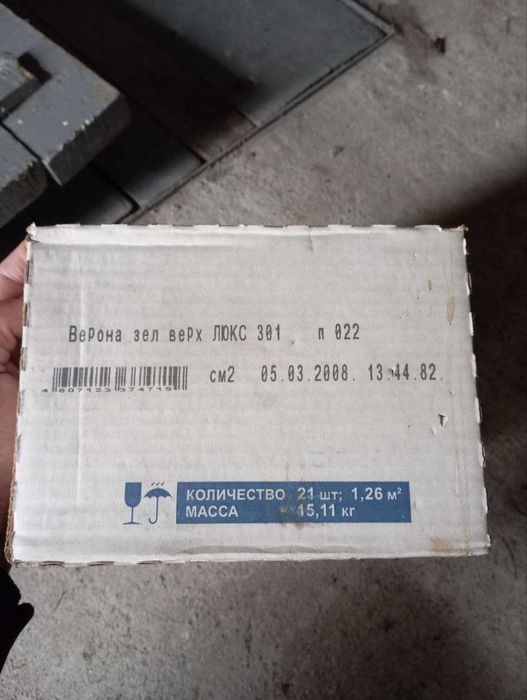 ВеРона зел веРх ЛЮКС 301 п 022
см2 05.03.2008. 13.44.82.
КОЛИЧЕСТВО 21 шт; 1,26 м²
МАССА 15,11 кг